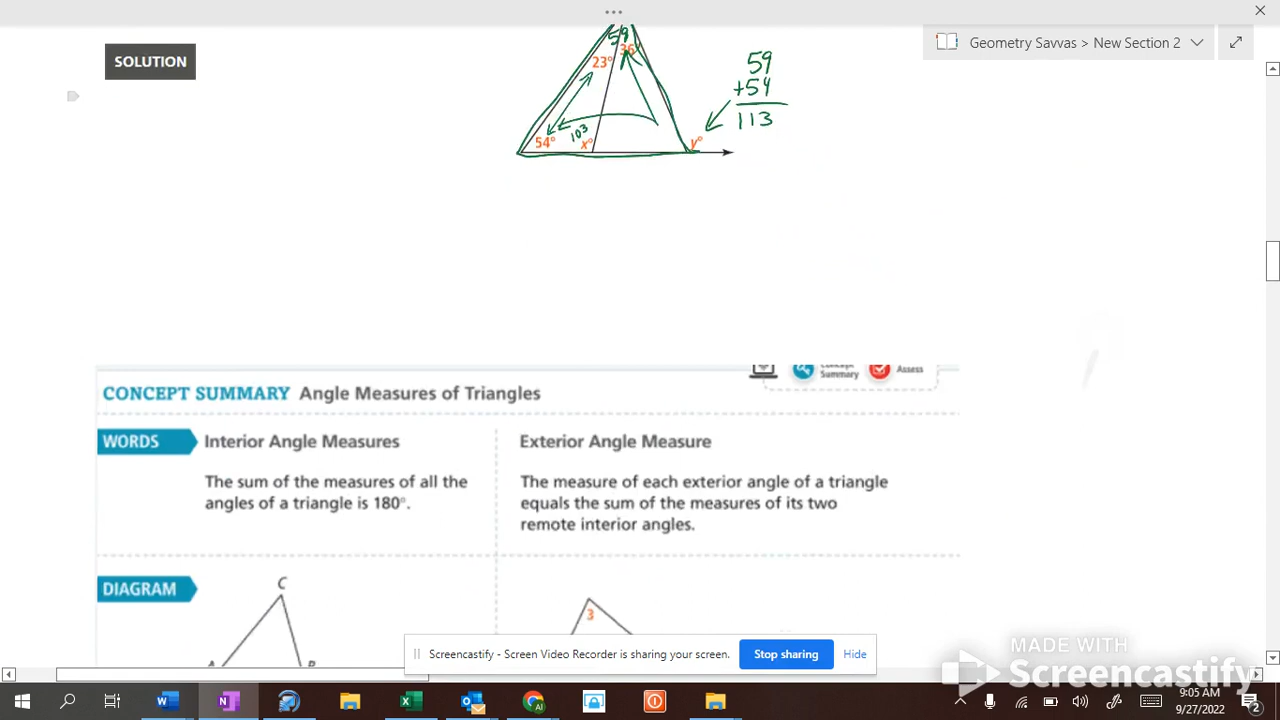 Geometry Savvas > New Section 2
SOLUTION
59
36°
23°
59
+54
113
103
54°
x°
y°
Concept
Summary
Assess
CONCEPT SUMMARY Angle Measures of Triangles
WORDS
Interior Angle Measures
The sum of the measures of all the
angles of a triangle is 180°.
Exterior Angle Measure
The measure of each exterior angle of a triangle
equals the sum of the measures of its two
remote interior angles.
DIAGRAM
C
A
B
3
Screencastify - Screen Video Recorder is sharing your screen.
Stop sharing
Hide
MADE WITH
Screencastify
9:05 AM
9/27/2022
2